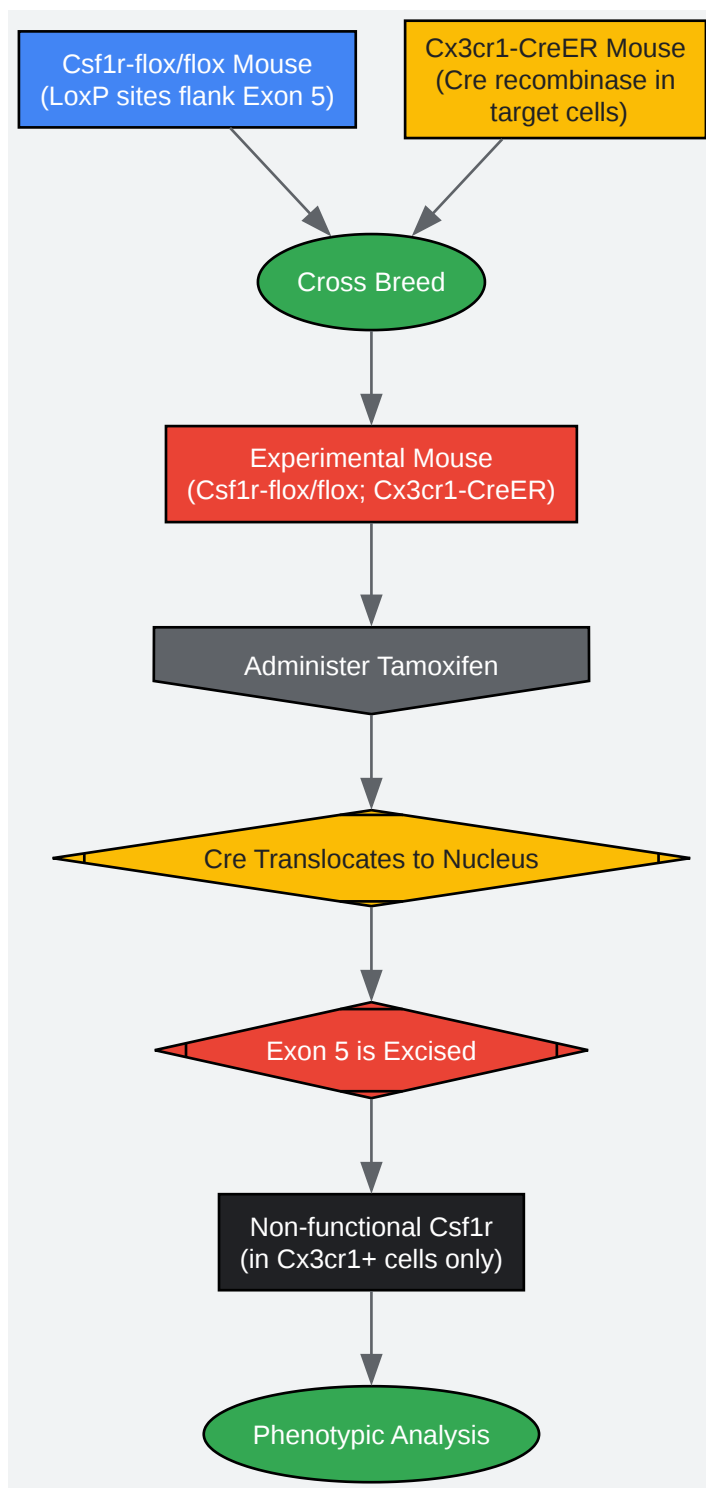 Csf1r-flox/flox Mouse
(LoxP sites flank Exon 5)
Cx3cr1-CreER Mouse
(Cre recombinase in
target cells)
Cross Breed
Experimental Mouse
(Csf1r-flox/flox; Cx3cr1-CreER)
Administer Tamoxifen
Cre Translocates to Nucleus
Exon 5 is Excised
Non-functional Csf1r
(in Cx3cr1+ cells only)
Phenotypic Analysis